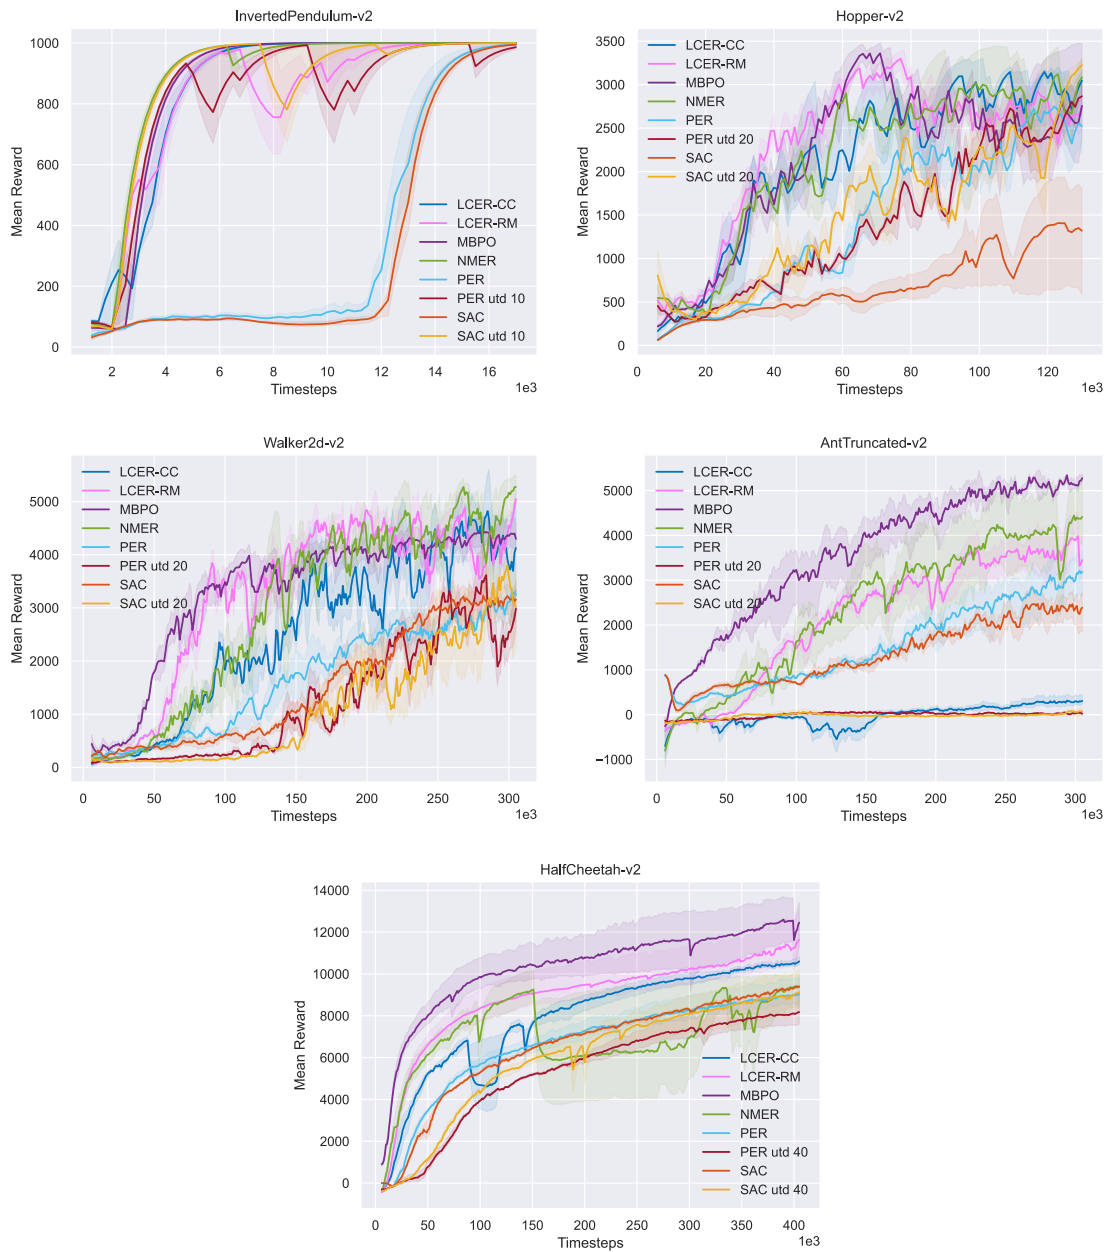 InvertedPendulum-v2
1000
800
600
400
200
0
Mean Reward
LCER-CC
LCER-RM
MBPO
NMER
PER
PER utd 10
SAC
SAC utd 10
2 4 6 8 10 12 14 16
1e3
Timesteps
Hopper-v2
3500
3000
2500
2000
1500
1000
500
0
Mean Reward
LCER-CC
LCER-RM
MBPO
NMER
PER
PER utd 20
SAC
SAC utd 20
0 20 40 60 80 100 120
1e3
Timesteps
Walker2d-v2
5000
4000
3000
2000
1000
0
Mean Reward
LCER-CC
LCER-RM
MBPO
NMER
PER
PER utd 20
SAC
SAC utd 20
0 50 100 150 200 250 300
1e3
Timesteps
AntTruncated-v2
5000
4000
3000
2000
1000
0
−1000
Mean Reward
LCER-CC
LCER-RM
MBPO
NMER
PER
PER utd 20
SAC
SAC utd 20
0 50 100 150 200 250 300
1e3
Timesteps
HalfCheetah-v2
14000
12000
10000
8000
6000
4000
2000
0
Mean Reward
LCER-CC
LCER-RM
MBPO
NMER
PER
PER utd 40
SAC
SAC utd 40
0 50 100 150 200 250 300 350 400
1e3
Timesteps